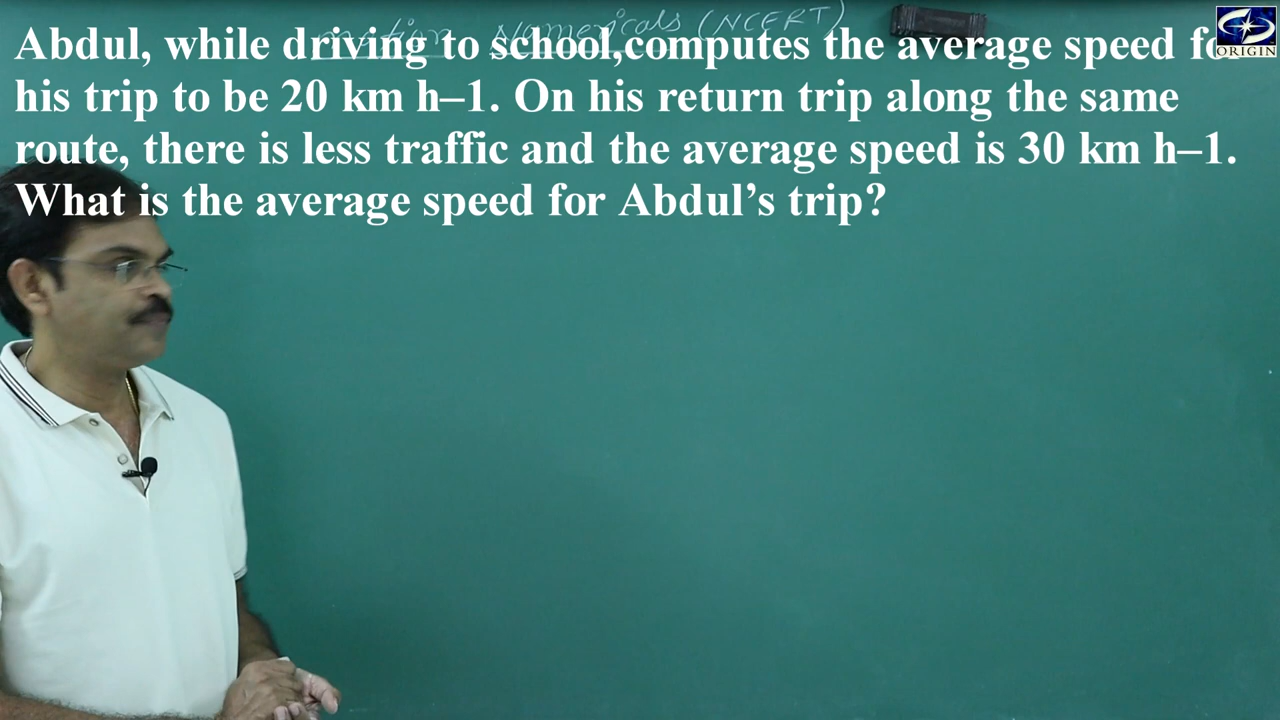 motion Numericals (NCERT)
Abdul, while driving to school,computes the average speed for
his trip to be 20 km h–1. On his return trip along the same
route, there is less traffic and the average speed is 30 km h–1.
What is the average speed for Abdul’s trip?
ORIGIN